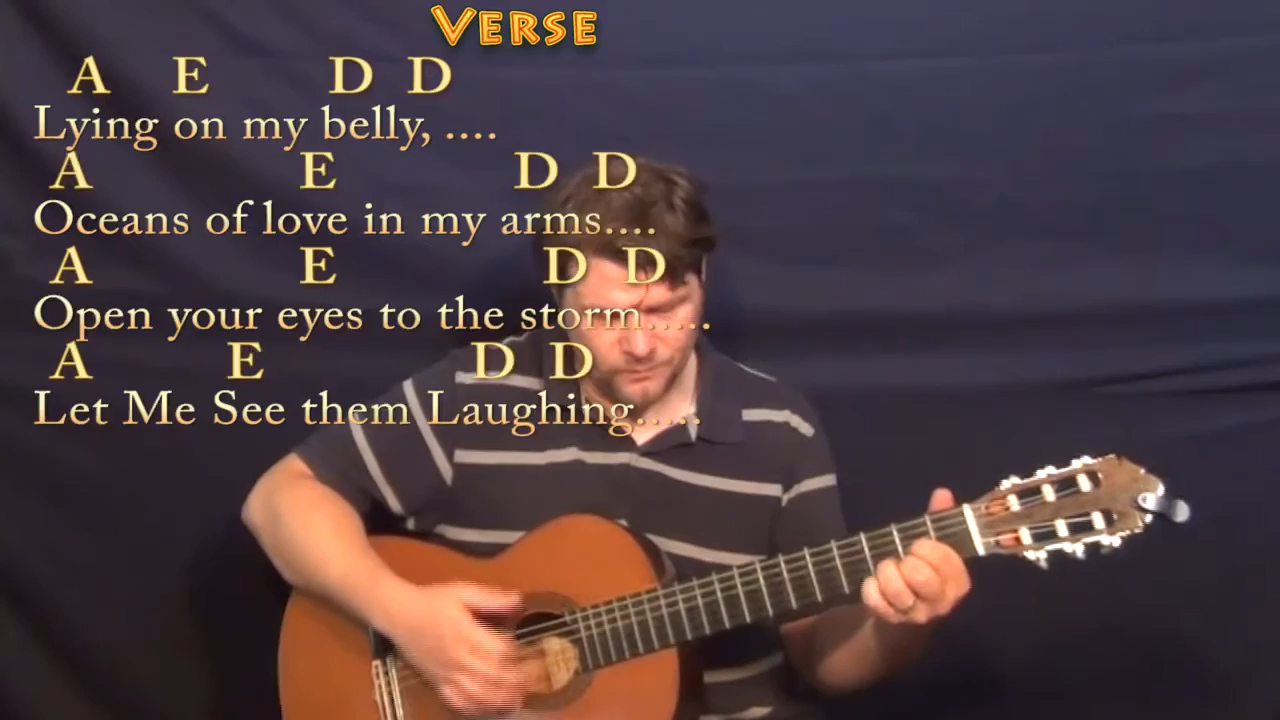 VERSE
A E D D
Lying on my belly, ....
A E D D
Oceans of love in my arms....
A E D D
Open your eyes to the storm.....
A E D D
Let Me See them Laughing.....